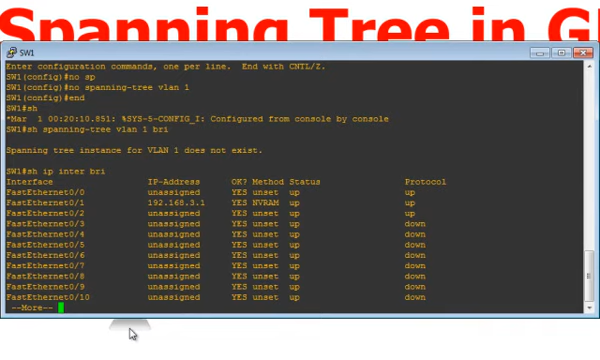 Spanning Tree in G
SW1
Enter configuration commands, one per line. End with CNTL/Z.
SW1(config)#no sp
SW1(config)#no spanning-tree vlan 1
SW1(config)#end
SW1#sh
*Mar 1 00:20:10.851: %SYS-5-CONFIG_I: Configured from console by console
SW1#sh spanning-tree vlan 1 bri
Spanning tree instance for VLAN 1 does not exist.
SW1#sh ip inter bri
Interface IP-Address OK? Method Status Protocol
FastEthernet0/0 unassigned YES unset up up
FastEthernet0/1 192.168.3.1 YES NVRAM up up
FastEthernet0/2 unassigned YES unset up up
FastEthernet0/3 unassigned YES unset up down
FastEthernet0/4 unassigned YES unset up down
FastEthernet0/5 unassigned YES unset up down
FastEthernet0/6 unassigned YES unset up down
FastEthernet0/7 unassigned YES unset up down
FastEthernet0/8 unassigned YES unset up down
FastEthernet0/9 unassigned YES unset up down
FastEthernet0/10 unassigned YES unset up down
--More--